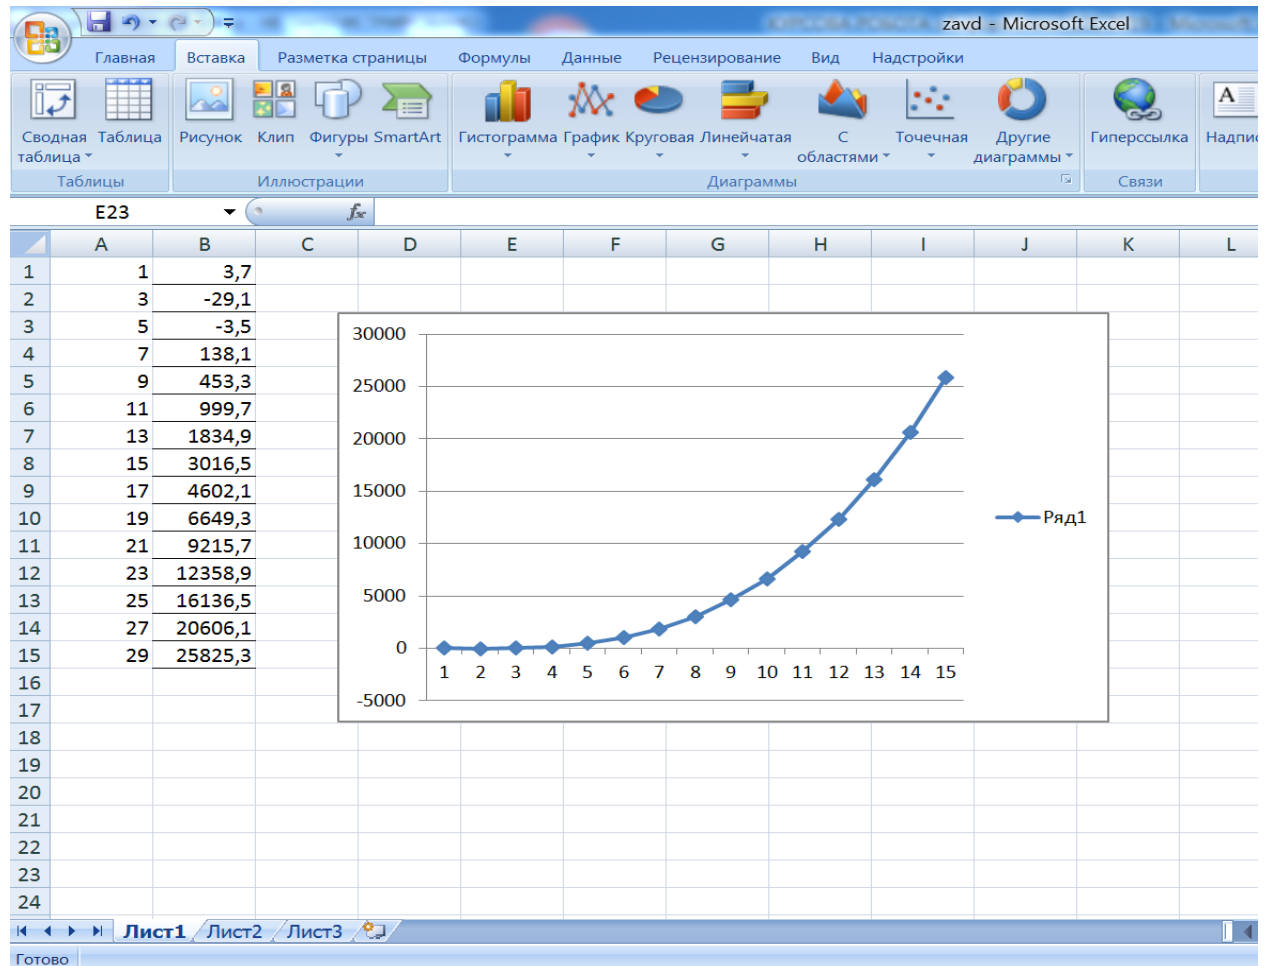 zavd - Microsoft Excel
Главная Вставка Разметка страницы Формулы Данные Рецензирование Вид Надстройки
Сводная таблица Таблица Рисунок Клип Фигуры SmartArt Гистограмма График Круговая Линейчатая С областями Точечная Другие диаграммы Гиперссылка
Таблицы Иллюстрации Диаграммы Связи
E23 fx
A B C D E F G H I J K L
1 1 3,7
2 3 -29,1
3 5 -3,5
4 7 138,1
5 9 453,3
6 11 999,7
7 13 1834,9
8 15 3016,5
9 17 4602,1
10 19 6649,3
11 21 9215,7
12 23 12358,9
13 25 16136,5
14 27 20606,1
15 29 25825,3
16
17
18
19
20
21
22
23
24
30000
25000
20000
15000
10000
5000
0
-5000
1 2 3 4 5 6 7 8 9 10 11 12 13 14 15
Ряд1
Лист1 Лист2 Лист3
Готово